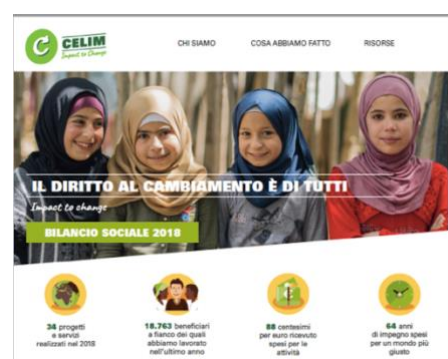 CELIM
Impact to Change
CHI SIAMO
COSA ABBIAMO FATTO
RISORSE
IL DIRITTO AL CAMBIAMENTO È DI TUTTI
Impact to change
BILANCIO SOCIALE 2018
34 progetti
e servizi
realizzati nel 2018
18.763 beneficiari
a fianco dei quali
abbiamo lavorato
nell'ultimo anno
88 centesimi
per euro ricevuto
spesi per le
attività
64 anni
di impegno spesi
per un mondo più
giusto